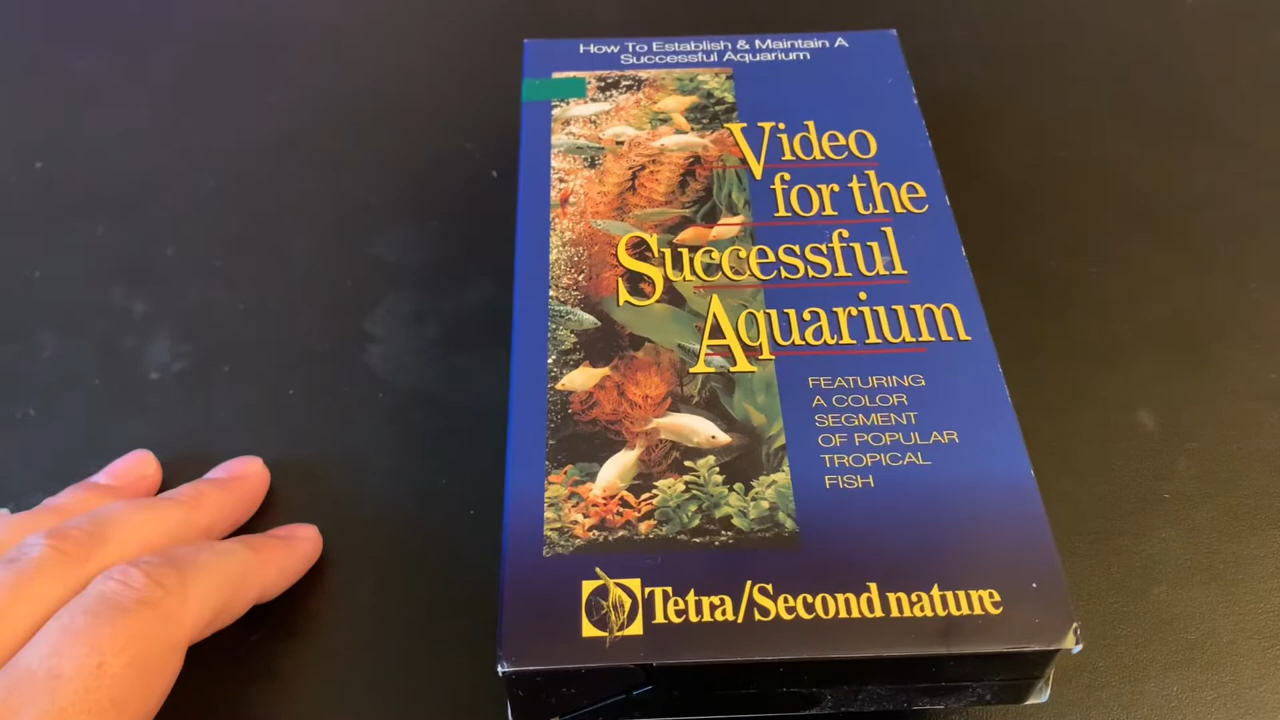 How To Establish & Maintain A
Successful Aquarium
Video
for the
Successful
Aquarium
FEATURING
A COLOR
SEGMENT
OF POPULAR
TROPICAL
FISH
Tetra/Second nature